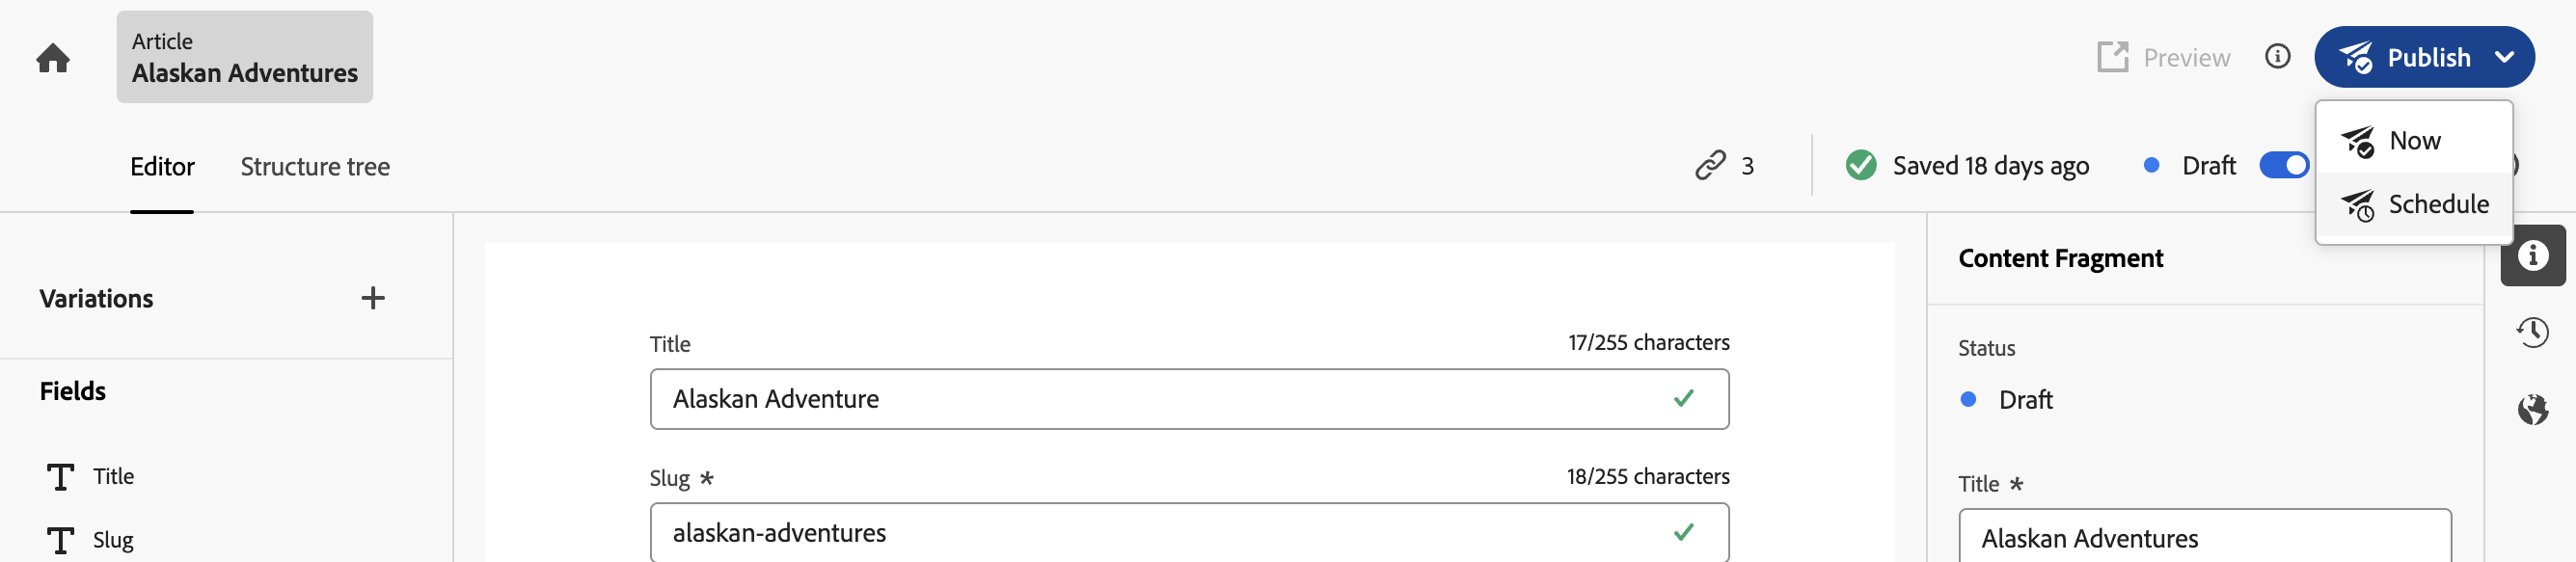 Article
Alaskan Adventures
Preview
Publish
Now
Schedule
Editor
Structure tree
3
Saved 18 days ago
Draft
Variations
Fields
Title
Slug
Title
17/255 characters
Alaskan Adventure
Slug *
18/255 characters
alaskan-adventures
Content Fragment
Status
Draft
Title *
Alaskan Adventures